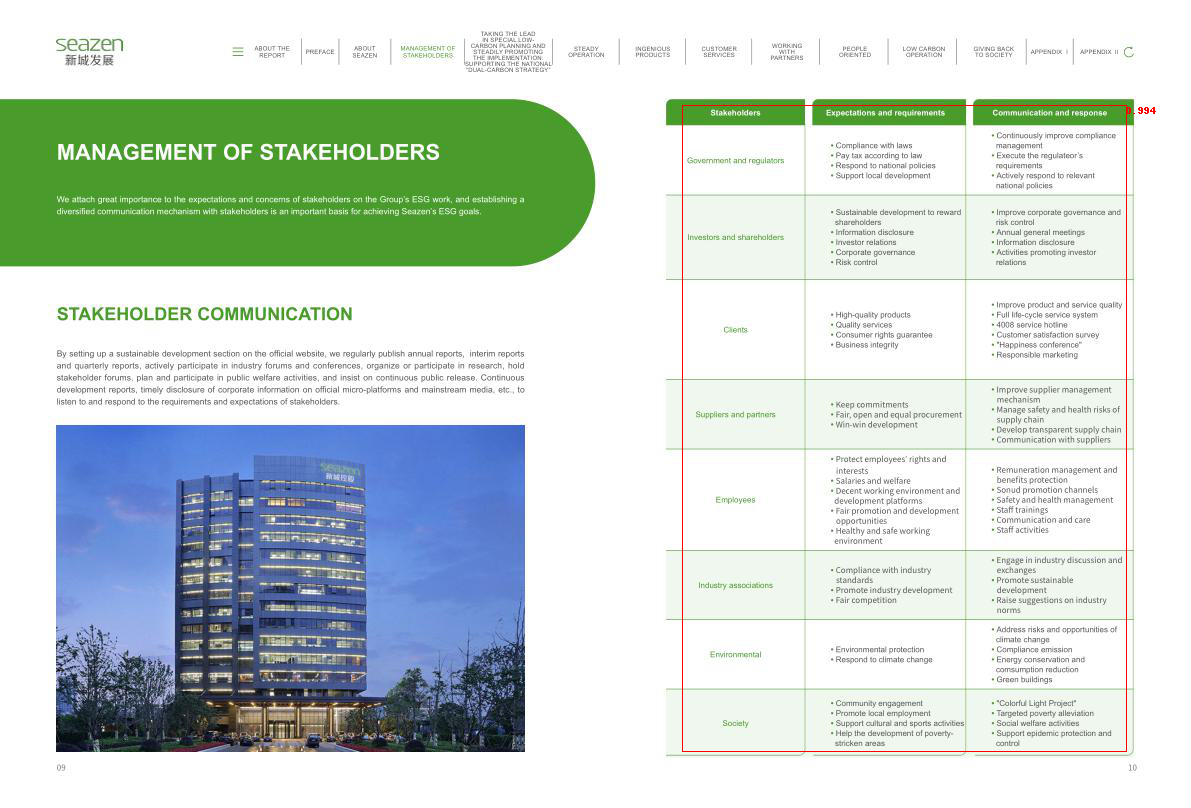 seazen
新城发展
ABOUT THE
REPORT
PREFACE
ABOUT
SEAZEN
MANAGEMENT OF
STAKEHOLDERS
TAKING THE LEAD
IN SPECIAL LOW-
CARBON PLANNING AND
STEADILY PROMOTING
THE IMPLEMENTATION:
SUPPORTING THE NATIONAL
"DUAL-CARBON STRATEGY"
STEADY
OPERATION
INGENIOUS
PRODUCTS
CUSTOMER
SERVICES
WORKING
WITH
PARTNERS
PEOPLE
ORIENTED
LOW CARBON
OPERATION
GIVING BACK
TO SOCIETY
APPENDIX I
APPENDIX II
MANAGEMENT OF STAKEHOLDERS
We attach great importance to the expectations and concerns of stakeholders on the Group's ESG work, and establishing a
diversified communication mechanism with stakeholders is an important basis for achieving Seazen's ESG goals.
STAKEHOLDER COMMUNICATION
By setting up a sustainable development section on the official website, we regularly publish annual reports, interim reports
and quarterly reports, actively participate in industry forums and conferences, organize or participate in research, hold
stakeholder forums, plan and participate in public welfare activities, and insist on continuous public release. Continuous
development reports, timely disclosure of corporate information on official micro-platforms and mainstream media, etc., to
listen to and respond to the requirements and expectations of stakeholders.
seazen
新城控股
09
Stakeholders
Expectations and requirements
Communication and response
0.994
Government and regulators
• Compliance with laws
• Pay tax according to law
• Respond to national policies
• Support local development
• Continuously improve compliance
management
• Execute the regulateor's
requirements
• Actively respond to relevant
national policies
Investors and shareholders
• Sustainable development to reward
shareholders
• Information disclosure
• Investor relations
• Corporate governance
• Risk control
• Improve corporate governance and
risk control
• Annual general meetings
• Information disclosure
• Activities promoting investor
relations
Clients
• High-quality products
• Quality services
• Consumer rights guarantee
• Business integrity
• Improve product and service quality
• Full life-cycle service system
• 4008 service hotline
• Customer satisfaction survey
• "Happiness conference"
• Responsible marketing
Suppliers and partners
• Keep commitments
• Fair, open and equal procurement
• Win-win development
• Improve supplier management
mechanism
• Manage safety and health risks of
supply chain
• Develop transparent supply chain
• Communication with suppliers
Employees
• Protect employees' rights and
interests
• Salaries and welfare
• Decent working environment and
development platforms
• Fair promotion and development
opportunities
• Healthy and safe working
environment
• Remuneration management and
benefits protection
• Sonud promotion channels
• Safety and health management
• Staff trainings
• Communication and care
• Staff activities
Industry associations
• Compliance with industry
standards
• Promote industry development
• Fair competition
• Engage in industry discussion and
exchanges
• Promote sustainable
development
• Raise suggestions on industry
norms
Environmental
• Environmental protection
• Respond to climate change
• Address risks and opportunities of
climate change
• Compliance emission
• Energy conservation and
comsumption reduction
• Green buildings
Society
• Community engagement
• Promote local employment
• Support cultural and sports activities
• Help the development of poverty-
stricken areas
• "Colorful Light Project"
• Targeted poverty alleviation
• Social welfare activities
• Support epidemic protection and
control
10